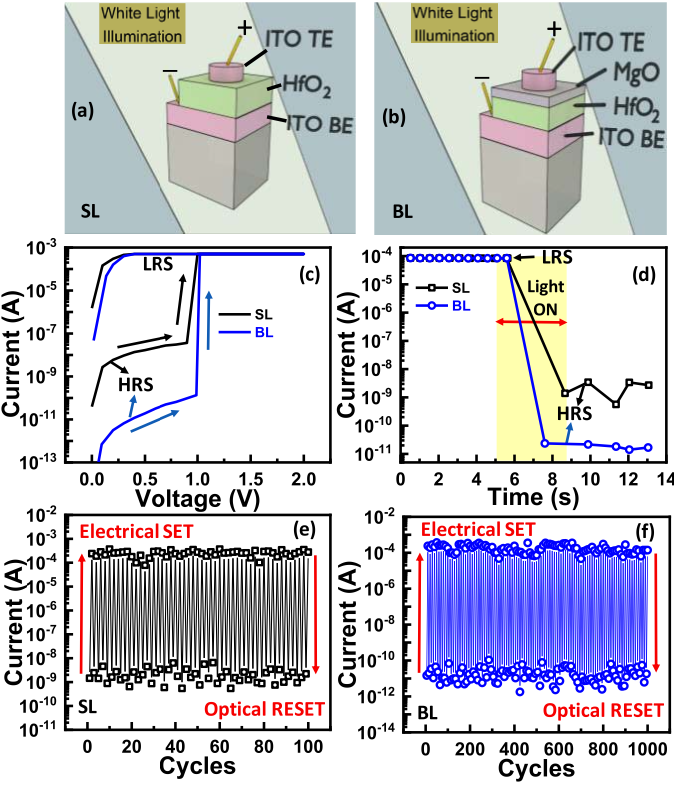 White Light
Illumination
+
ITO TE
−
HfO2
(a)
ITO BE
SL
White Light
Illumination
+
ITO TE
MgO
−
HfO2
(b)
ITO BE
BL
10-3
10-5
10-7
10-9
10-11
10-13
Current (A)
LRS
(c)
SL
BL
HRS
0.0 0.5 1.0 1.5 2.0
Voltage (V)
10-4
10-5
10-6
10-7
10-8
10-9
10-10
10-11
Current (A)
LRS
(d)
SL
BL
Light
ON
HRS
0 2 4 6 8 10 12 14
Time (s)
10-2
10-3
10-4
10-5
10-6
10-7
10-8
10-9
10-10
10-11
Current (A)
Electrical SET
(e)
Optical RESET
SL
0 20 40 60 80 100
Cycles
10-2
10-4
10-6
10-8
10-10
10-12
10-14
Current (A)
Electrical SET
(f)
Optical RESET
BL
0 200 400 600 800 1000
Cycles